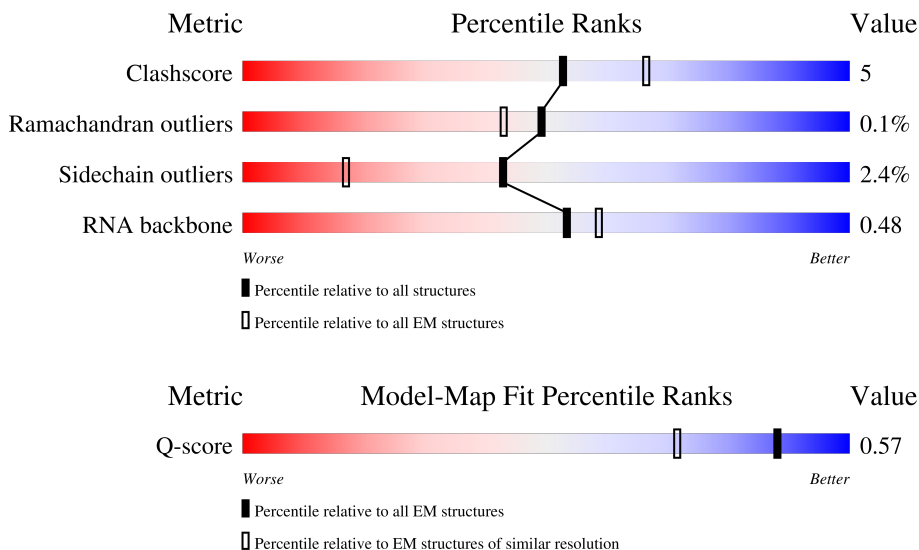 Metric Percentile Ranks Value
Clashscore 5
Ramachandran outliers 0.1%
Sidechain outliers 2.4%
RNA backbone 0.48
Worse Better
Percentile relative to all structures
Percentile relative to all EM structures
Metric Model-Map Fit Percentile Ranks Value
Q-score 0.57
Worse Better
Percentile relative to all EM structures
Percentile relative to EM structures of similar resolution